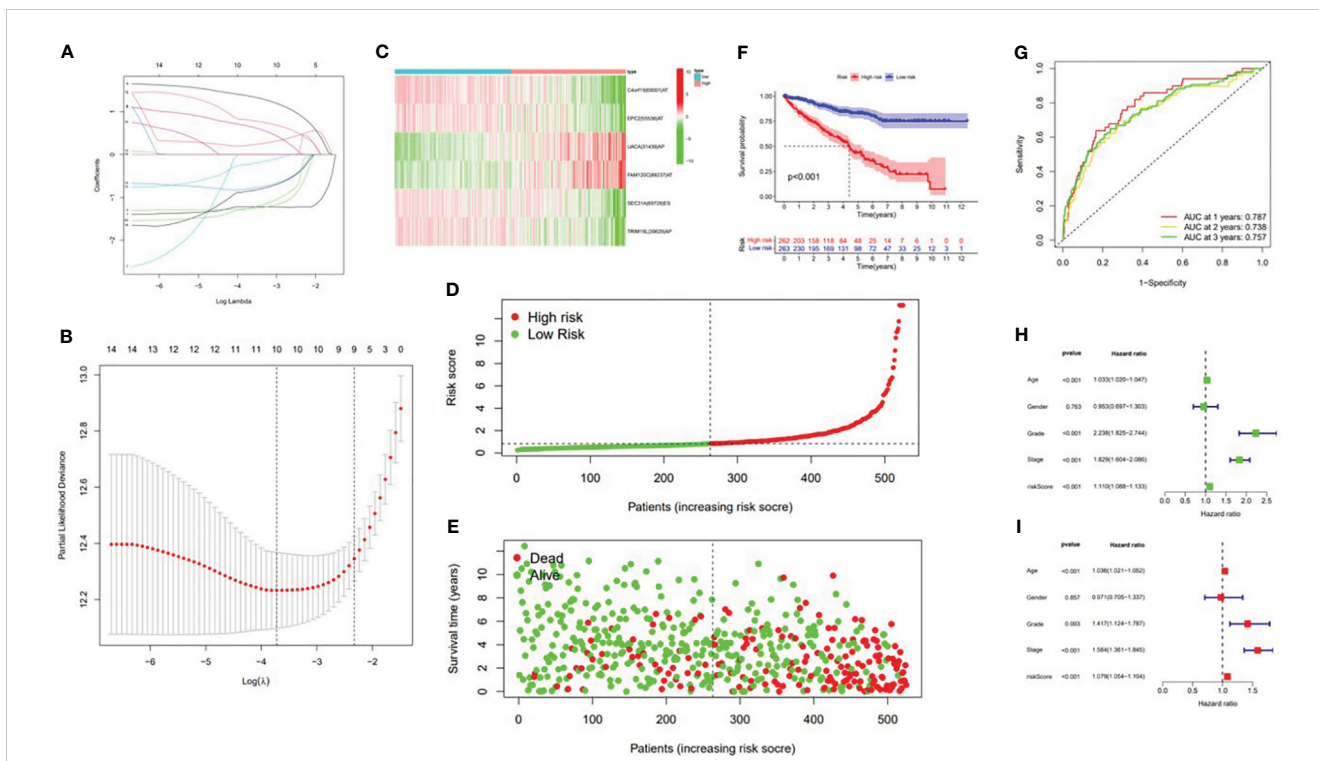 A
14 12 10 10 5
1
0
−1
−2
Coefficients
−6 −5 −4 −3 −2
Log Lambda
B
14 14 13 12 12 12 11 11 10 10 10 9 9 5 3 0
13.0
12.8
12.6
12.4
12.2
Partial Likelihood Deviance
−6 −5 −4 −3 −2
Log(λ)
C
type
C4orf19|69001|AT
EPC2|55538|AT
UACA|31439|AP
FAM120C|89237|AT
SEC31A|69728|ES
10
5
0
−5
−10
type
low
high
D
High risk
Low Risk
10
8
6
4
2
0
Risk score
0 100 200 300 400 500
Patients (increasing risk socre)
E
Dead
Alive
10
8
6
4
2
0
Survival time (years)
0 100 200 300 400 500
Patients (increasing risk socre)
F
Risk High risk Low risk
1.00
0.75
0.50
0.25
0.00
Survival probability
p<0.001
0 1 2 3 4 5 6 7 8 9 10 11 12
Time(years)
Risk
High risk 262 203 158 118 84 48 25 14 7 6 1 0 0
Low risk 263 230 195 169 131 98 72 47 33 25 12 3 1
0 1 2 3 4 5 6 7 8 9 10 11 12
Time(years)
G
1.0
0.8
0.6
0.4
0.2
0.0
Sensitivity
AUC at 1 years: 0.787
AUC at 2 years: 0.738
AUC at 3 years: 0.757
0.0 0.2 0.4 0.6 0.8 1.0
1−Specificity
H
pvalue Hazard ratio
Age <0.001 1.033(1.020−1.047)
Gender 0.763 0.953(0.697−1.303)
Grade <0.001 2.238(1.825−2.744)
Stage <0.001 1.829(1.604−2.086)
riskScore <0.001 1.110(1.088−1.133)
0.0 0.5 1.0 1.5 2.0 2.5
Hazard ratio
I
pvalue Hazard ratio
Age <0.001 1.036(1.021−1.052)
Gender 0.857 0.971(0.705−1.337)
Grade 0.003 1.417(1.124−1.787)
Stage <0.001 1.584(1.361−1.845)
riskScore <0.001 1.079(1.054−1.104)
0.0 0.5 1.0 1.5
Hazard ratio